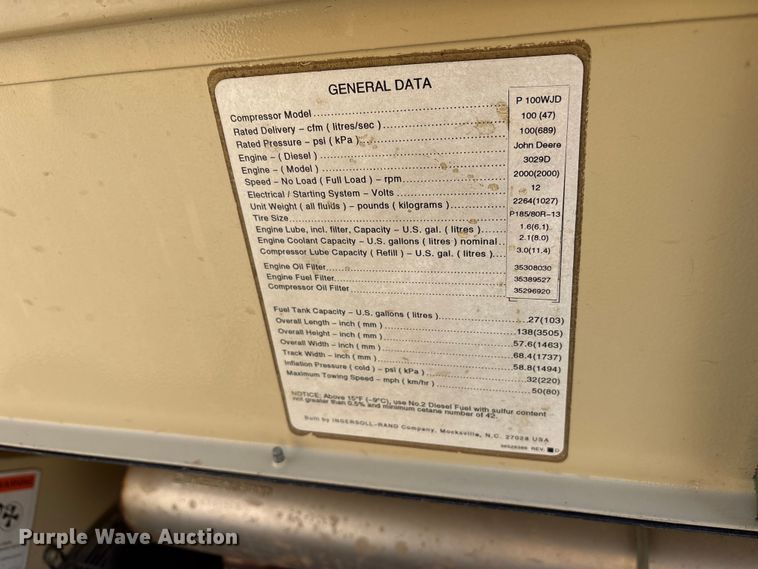 GENERAL DATA
Compressor Model P 100WJD
Rated Delivery – cfm ( litres/sec ) 100 (47)
Rated Pressure – psi ( kPa ) 100(689)
Engine – ( Diesel ) John Deere
Engine – ( Model ) 3029D
Speed – No Load ( Full Load ) – rpm 2000(2000)
Electrical / Starting System – Volts 12
Unit Weight ( all fluids ) – pounds ( kilograms ) 2264(1027)
Tire Size P185/80R–13
Engine Lube, incl. filter, Capacity – U.S. gal. ( litres ) 1.6(6.1)
Engine Coolant Capacity – U.S. gallons ( litres ) nominal 2.1(8.0)
Compressor Lube Capacity ( Refill ) – U.S. gal. ( litres ) 3.0(11.4)
Engine Oil Filter 35308030
Engine Fuel Filter 35389527
Compressor Oil Filter 35296920
Fuel Tank Capacity – U.S. gallons ( litres ) 27(103)
Overall Length – inch ( mm ) 138(3505)
Overall Height – inch ( mm ) 57.6(1463)
Overall Width – inch ( mm ) 68.4(1737)
Track Width – inch ( mm ) 58.8(1494)
Inflation Pressure ( cold ) – psi ( kPa ) 32(220)
Maximum Towing Speed – mph ( km/hr ) 50(80)
NOTICE: Above 15°F (–9°C), use No.2 Diesel Fuel with sulfur content
not greater than 0.5% and minimum cetane number of 42.
Built by INGERSOLL-RAND Company, Mocksville, N.C. 27028 USA
REV. D
WARNING
Purple Wave Auction